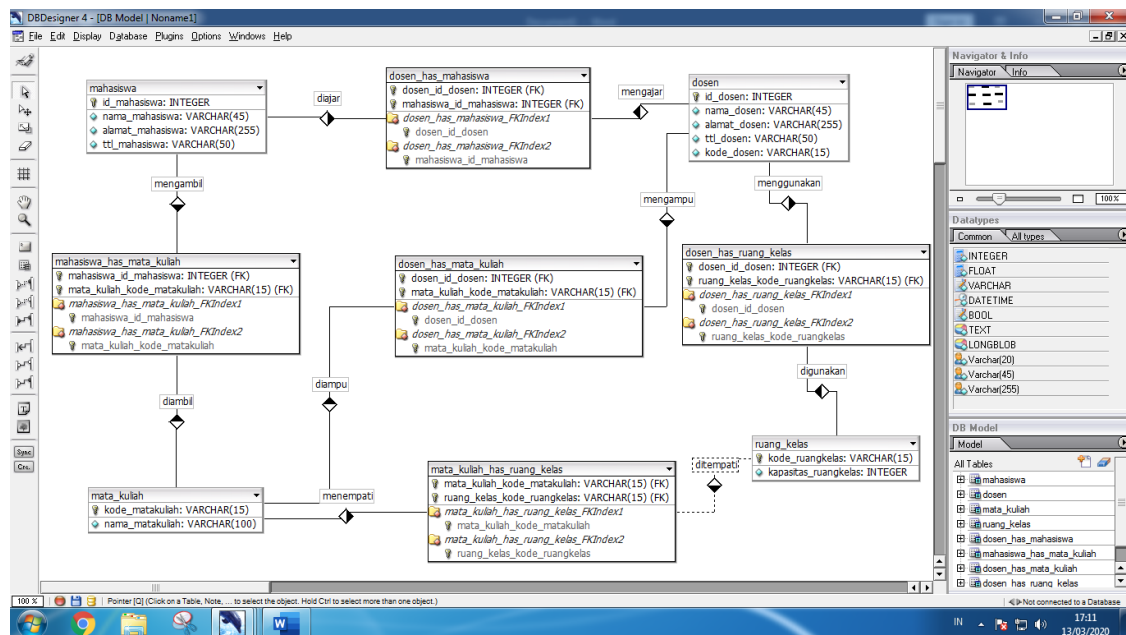 DBDesigner 4 - [DB Model | Noname1]
File Edit Display Database Plugins Options Windows Help
mahasiswa
id_mahasiswa: INTEGER
nama_mahasiswa: VARCHAR(45)
alamat_mahasiswa: VARCHAR(255)
ttl_mahasiswa: VARCHAR(50)
diajar
dosen_has_mahasiswa
dosen_id_dosen: INTEGER (FK)
mahasiswa_id_mahasiswa: INTEGER (FK)
dosen_has_mahasiswa_FKIndex1
dosen_id_dosen
dosen_has_mahasiswa_FKIndex2
mahasiswa_id_mahasiswa
mengajar
dosen
id_dosen: INTEGER
nama_dosen: VARCHAR(45)
alamat_dosen: VARCHAR(255)
ttl_dosen: VARCHAR(50)
kode_dosen: VARCHAR(15)
mengambil
mengampu
menggunakan
mahasiswa_has_mata_kuliah
mahasiswa_id_mahasiswa: INTEGER (FK)
mata_kuliah_kode_matakuliah: VARCHAR(15) (FK)
mahasiswa_has_mata_kuliah_FKIndex1
mahasiswa_id_mahasiswa
mahasiswa_has_mata_kuliah_FKIndex2
mata_kuliah_kode_matakuliah
dosen_has_mata_kuliah
dosen_id_dosen: INTEGER (FK)
mata_kuliah_kode_matakuliah: VARCHAR(15) (FK)
dosen_has_mata_kuliah_FKIndex1
dosen_id_dosen
dosen_has_mata_kuliah_FKIndex2
mata_kuliah_kode_matakuliah
dosen_has_ruang_kelas
dosen_id_dosen: INTEGER (FK)
ruang_kelas_kode_ruangkelas: VARCHAR(15) (FK)
dosen_has_ruang_kelas_FKIndex1
dosen_id_dosen
dosen_has_ruang_kelas_FKIndex2
ruang_kelas_kode_ruangkelas
diambil
diampu
digunakan
mata_kuliah
kode_matakuliah: VARCHAR(15)
nama_matakuliah: VARCHAR(100)
menempati
mata_kuliah_has_ruang_kelas
mata_kuliah_kode_matakuliah: VARCHAR(15) (FK)
ruang_kelas_kode_ruangkelas: VARCHAR(15) (FK)
mata_kuliah_has_ruang_kelas_FKIndex1
mata_kuliah_kode_matakuliah
mata_kuliah_has_ruang_kelas_FKIndex2
ruang_kelas_kode_ruangkelas
ditempati
ruang_kelas
kode_ruangkelas: VARCHAR(15)
kapasitas_ruangkelas: INTEGER
Navigator & Info
Navigator Info
100 %
Datatypes
Common All types
INTEGER
FLOAT
VARCHAR
DATETIME
BOOL
TEXT
LONGBLOB
Varchar(20)
Varchar(45)
Varchar(255)
DB Model
Model
All Tables
mahasiswa
dosen
mata_kuliah
ruang_kelas
dosen_has_mahasiswa
mahasiswa_has_mata_kuliah
dosen_has_mata_kuliah
dosen has ruang kelas
Sync
100 % Pointer [Q] (Click on a Table, Note, ... to select the object. Hold Ctrl to select more than one object.)
Not connected to a Database
IN
17:11
13/03/2020